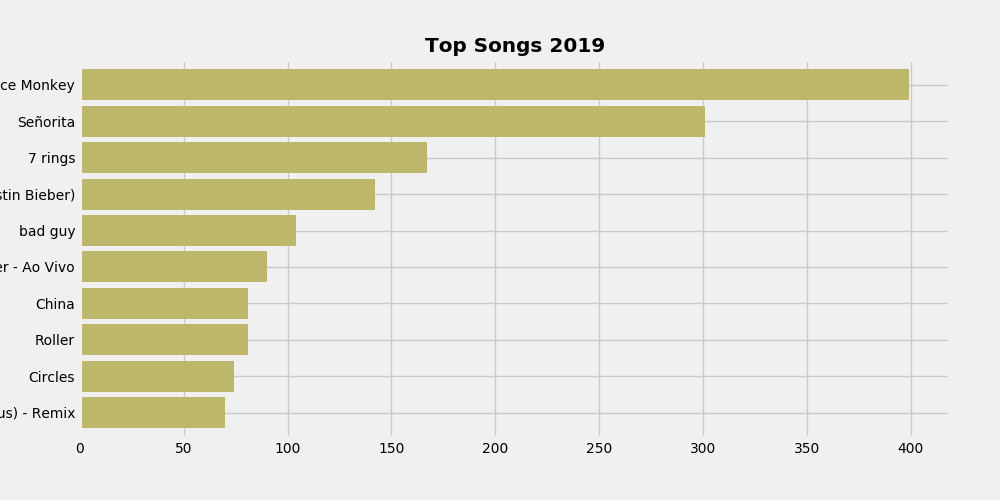 Top Songs 2019
ce Monkey
Señorita
7 rings
stin Bieber)
bad guy
er - Ao Vivo
China
Roller
Circles
us) - Remix
0 50 100 150 200 250 300 350 400